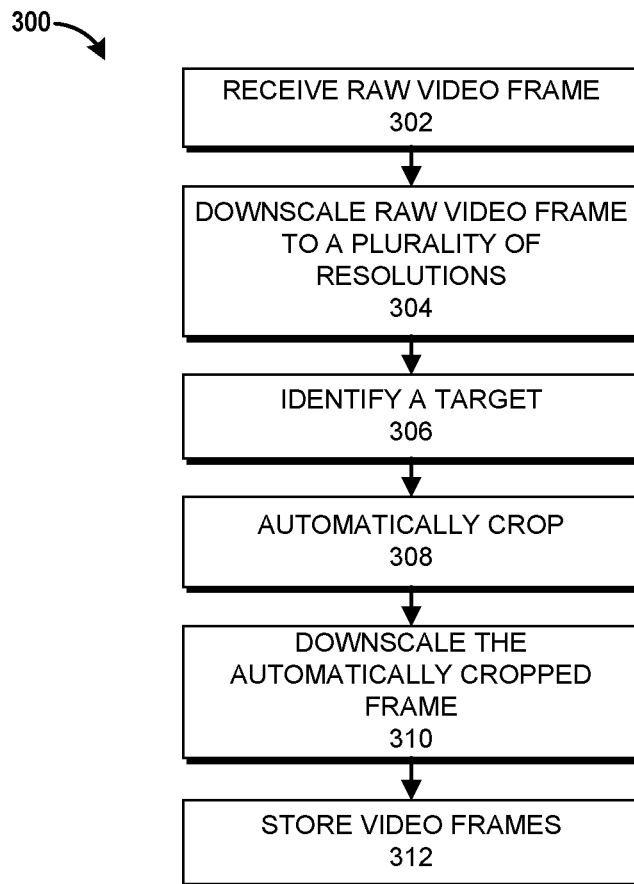 300
RECEIVE RAW VIDEO FRAME
302
DOWNSCALE RAW VIDEO FRAME
TO A PLURALITY OF
RESOLUTIONS
304
IDENTIFY A TARGET
306
AUTOMATICALLY CROP
308
DOWNSCALE THE
AUTOMATICALLY CROPPED
FRAME
310
STORE VIDEO FRAMES
312